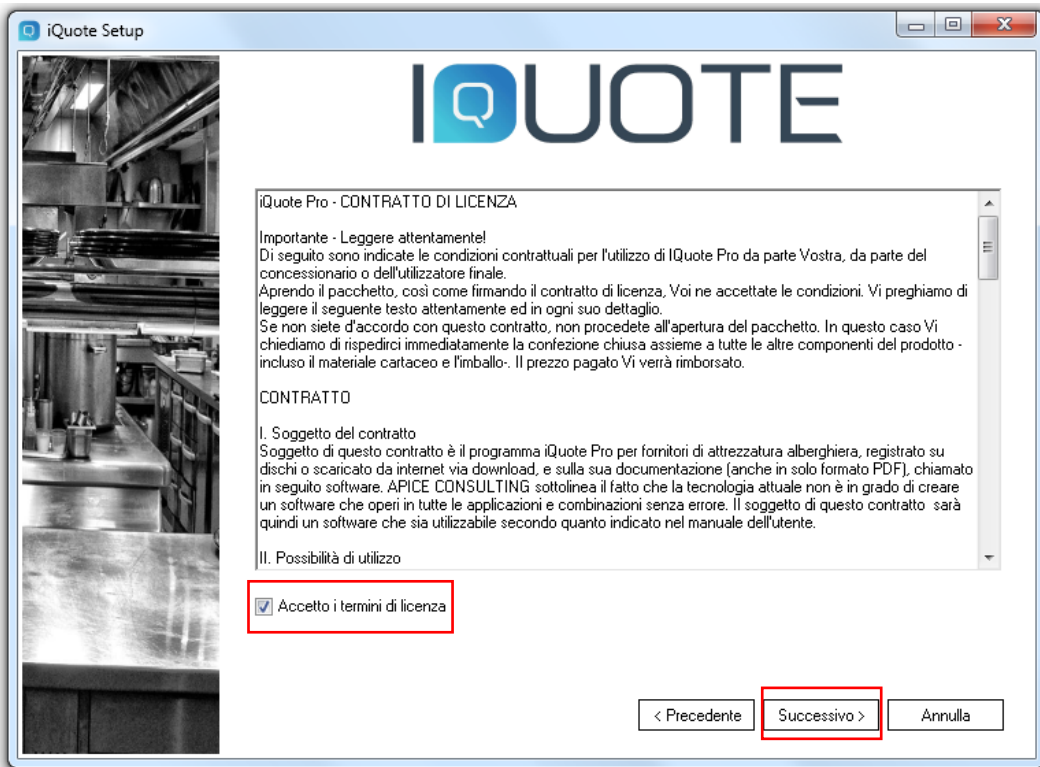 iQuote Setup
IQUOTE
iQuote Pro - CONTRATTO DI LICENZA
Importante - Leggere attentamente!
Di seguito sono indicate le condizioni contrattuali per l'utilizzo di IQuote Pro da parte Vostra, da parte del
concessionario o dell'utilizzatore finale.
Aprendo il pacchetto, così come firmando il contratto di licenza, Voi ne accettate le condizioni. Vi preghiamo di
leggere il seguente testo attentamente ed in ogni suo dettaglio.
Se non siete d'accordo con questo contratto, non procedete all'apertura del pacchetto. In questo caso Vi
chiediamo di rispedirci immediatamente la confezione chiusa assieme a tutte le altre componenti del prodotto -
incluso il materiale cartaceo e l'imballo-. Il prezzo pagato Vi verrà rimborsato.
CONTRATTO
I. Soggetto del contratto
Soggetto di questo contratto è il programma iQuote Pro per fornitori di attrezzatura alberghiera, registrato su
dischi o scaricato da internet via download, e sulla sua documentazione (anche in solo formato PDF), chiamato
in seguito software. APICE CONSULTING sottolinea il fatto che la tecnologia attuale non è in grado di creare
un software che operi in tutte le applicazioni e combinazioni senza errore. Il soggetto di questo contratto  sarà
quindi un software che sia utilizzabile secondo quanto indicato nel manuale dell'utente.
II. Possibilità di utilizzo
Accetto i termini di licenza
< Precedente
Successivo >
Annulla